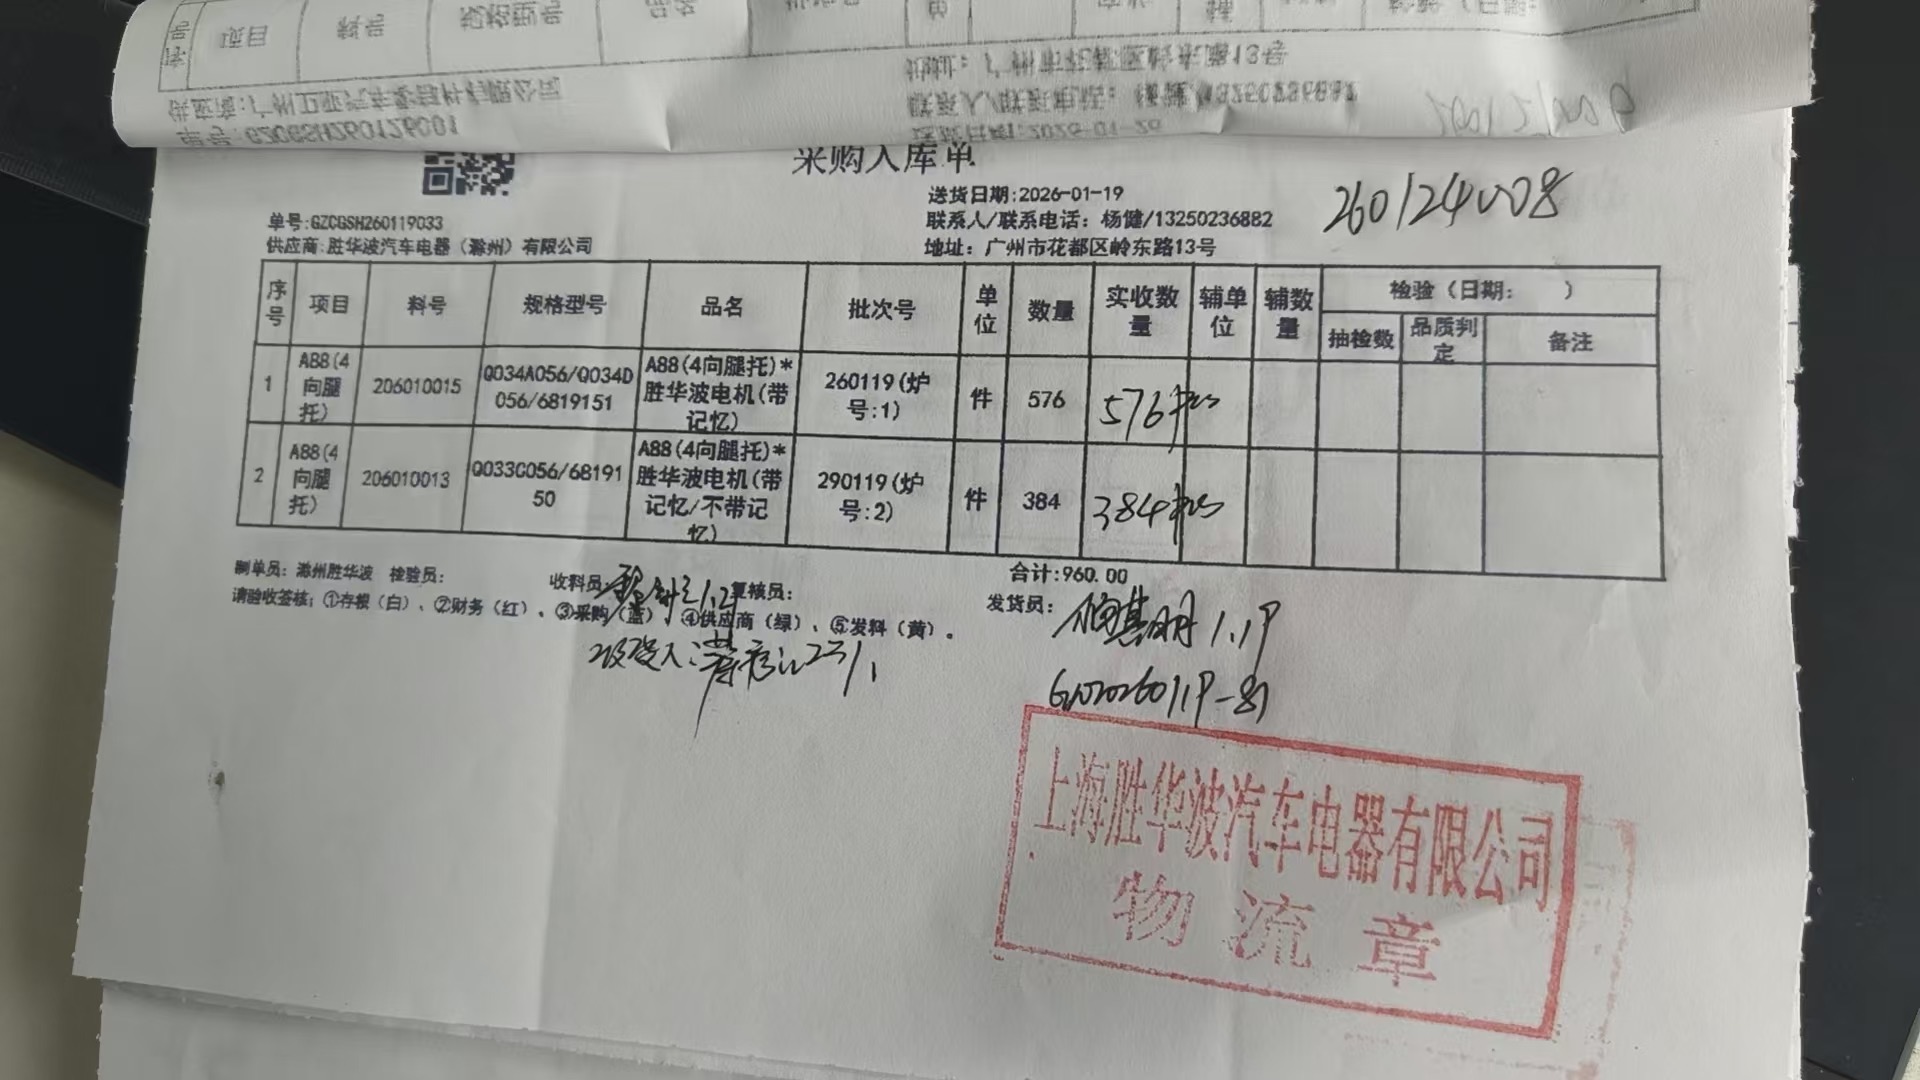 采购入库单
送货日期:2026-01-19
260124008
单号:GZCGSH260119033
联系人/联系电话：杨健/13250236882
供应商:胜华波汽车电器（滁州）有限公司
地址：广州市花都区岭东路13号
序号 项目 料号 规格型号 品名 批次号 单位 数量 实收数量 辅单位 辅数量 检验（日期： ）
抽检数 品质判定 备注
1 A88(4向腿托) 206010015 Q034A056/Q034D056/6819151 A88(4向腿托)*胜华波电机(带记忆) 260119(炉号:1) 件 576 576
2 A88(4向腿托) 206010013 Q033C056/6819150 A88(4向腿托)*胜华波电机(带记忆/不带记忆) 290119(炉号:2) 件 384 384
合计:960.00
制单员：滁州胜华波 检验员： 收料员： 复核员： 发货员：
请验收签核；①存根（白）、②财务（红）、③采购（蓝） ④供应商（绿）、⑤发料（黄）。
上海胜华波汽车电器有限公司
物流章